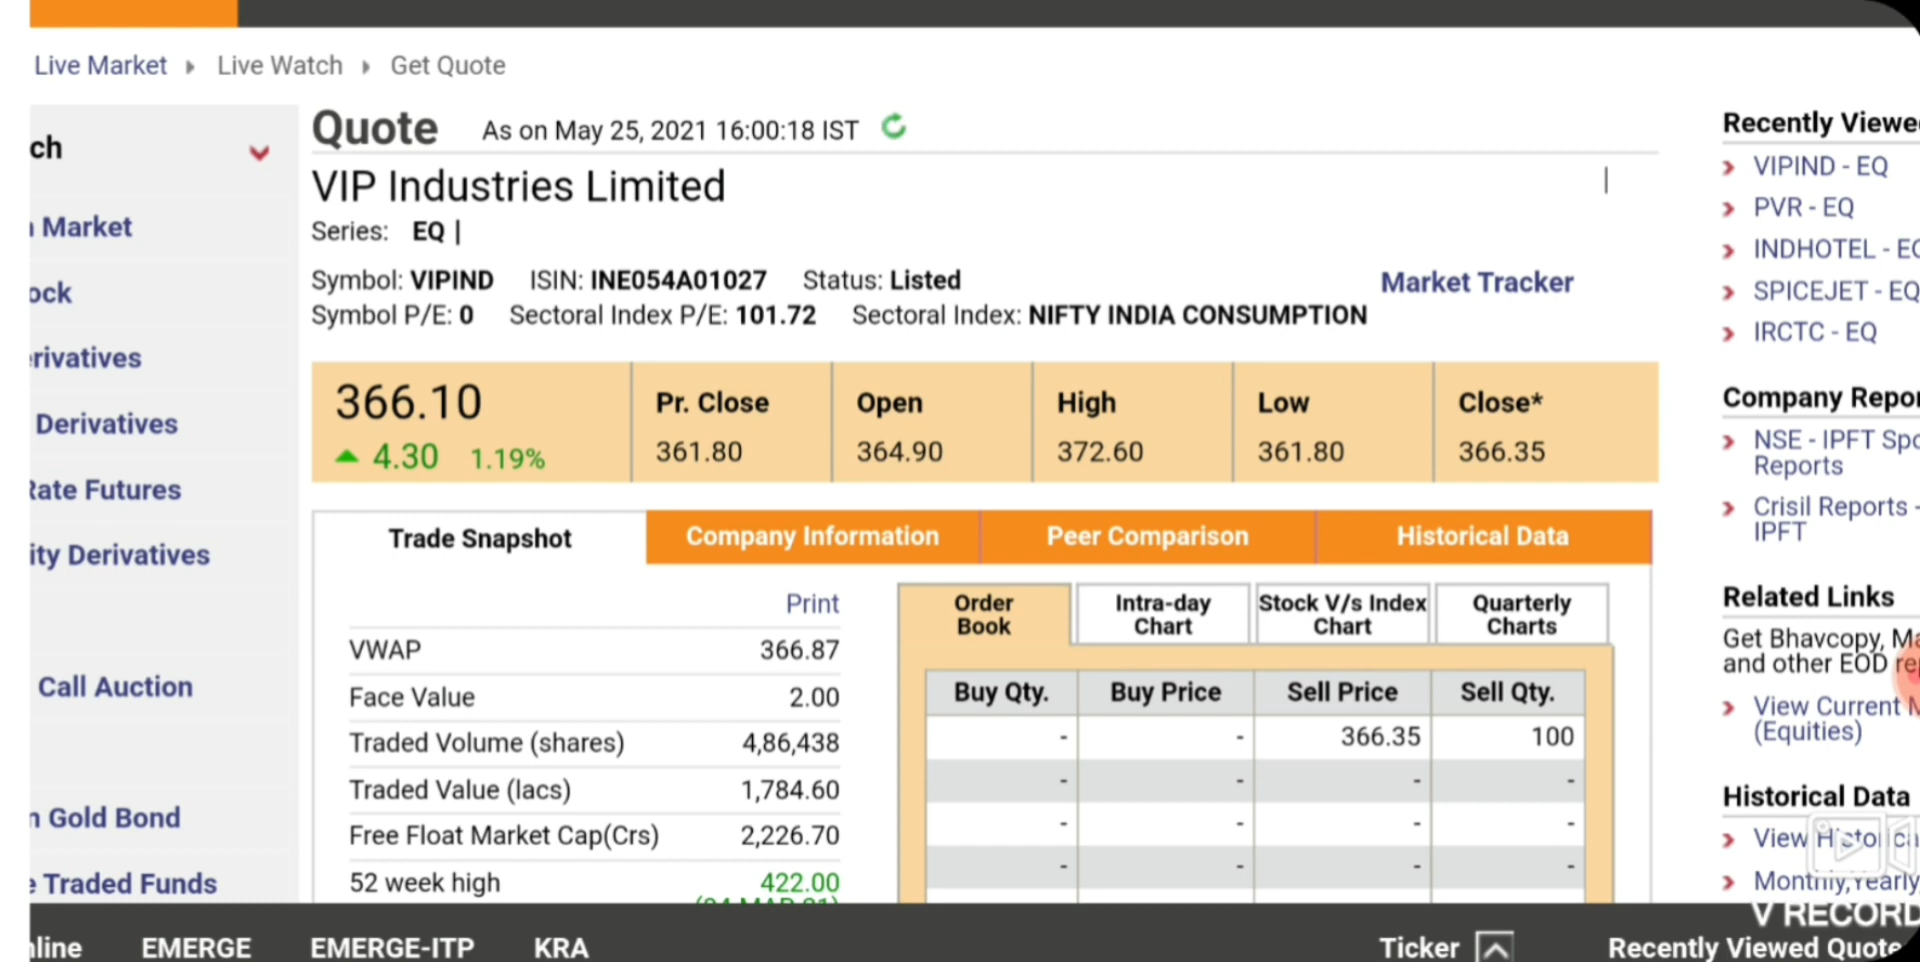 Live Market Live Watch Get Quote
ch
Market
ock
rivatives
Derivatives
Rate Futures
ity Derivatives
Call Auction
Gold Bond
Traded Funds
Quote As on May 25, 2021 16:00:18 IST
VIP Industries Limited |
Series: EQ |
Symbol: VIPIND ISIN: INE054A01027 Status: Listed
Market Tracker
Symbol P/E: 0 Sectoral Index P/E: 101.72 Sectoral Index: NIFTY INDIA CONSUMPTION
366.10 Pr. Close Open High Low Close*
4.30 1.19% 361.80 364.90 372.60 361.80 366.35
Trade Snapshot Company Information Peer Comparison Historical Data
Print
VWAP 366.87
Face Value 2.00
Traded Volume (shares) 4,86,438
Traded Value (lacs) 1,784.60
Free Float Market Cap(Crs) 2,226.70
52 week high 422.00
Order Book Intra-day Chart Stock V/s Index Chart Quarterly Charts
Buy Qty. Buy Price Sell Price Sell Qty.
- - 366.35 100
- - - -
- - - -
- - - -
Recently Viewe
VIPIND - EQ
PVR - EQ
INDHOTEL - EQ
SPICEJET - EQ
IRCTC - EQ
Company Repor
NSE - IPFT Spo
Reports
Crisil Reports -
IPFT
Related Links
Get Bhavcopy, Ma
and other EOD re
View Current M
(Equities)
Historical Data
View Historica
Monthly,Yearly,
V RECORD
nline EMERGE EMERGE-ITP KRA Ticker Recently Viewed Quote